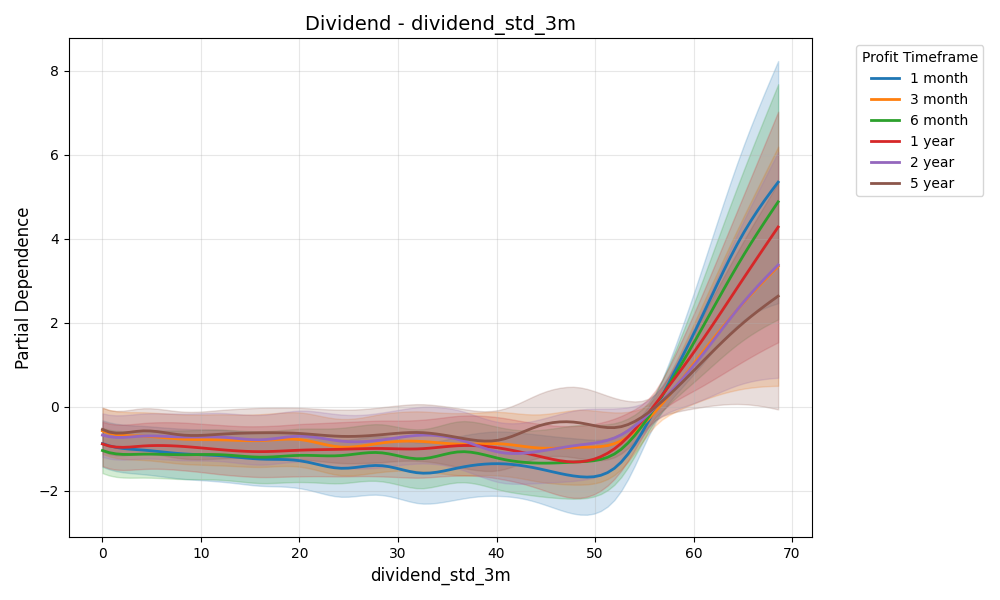 Dividend - dividend_std_3m
Profit Timeframe
1 month
3 month
6 month
1 year
2 year
5 year
Partial Dependence
8
6
4
2
0
−2
0 10 20 30 40 50 60 70
dividend_std_3m